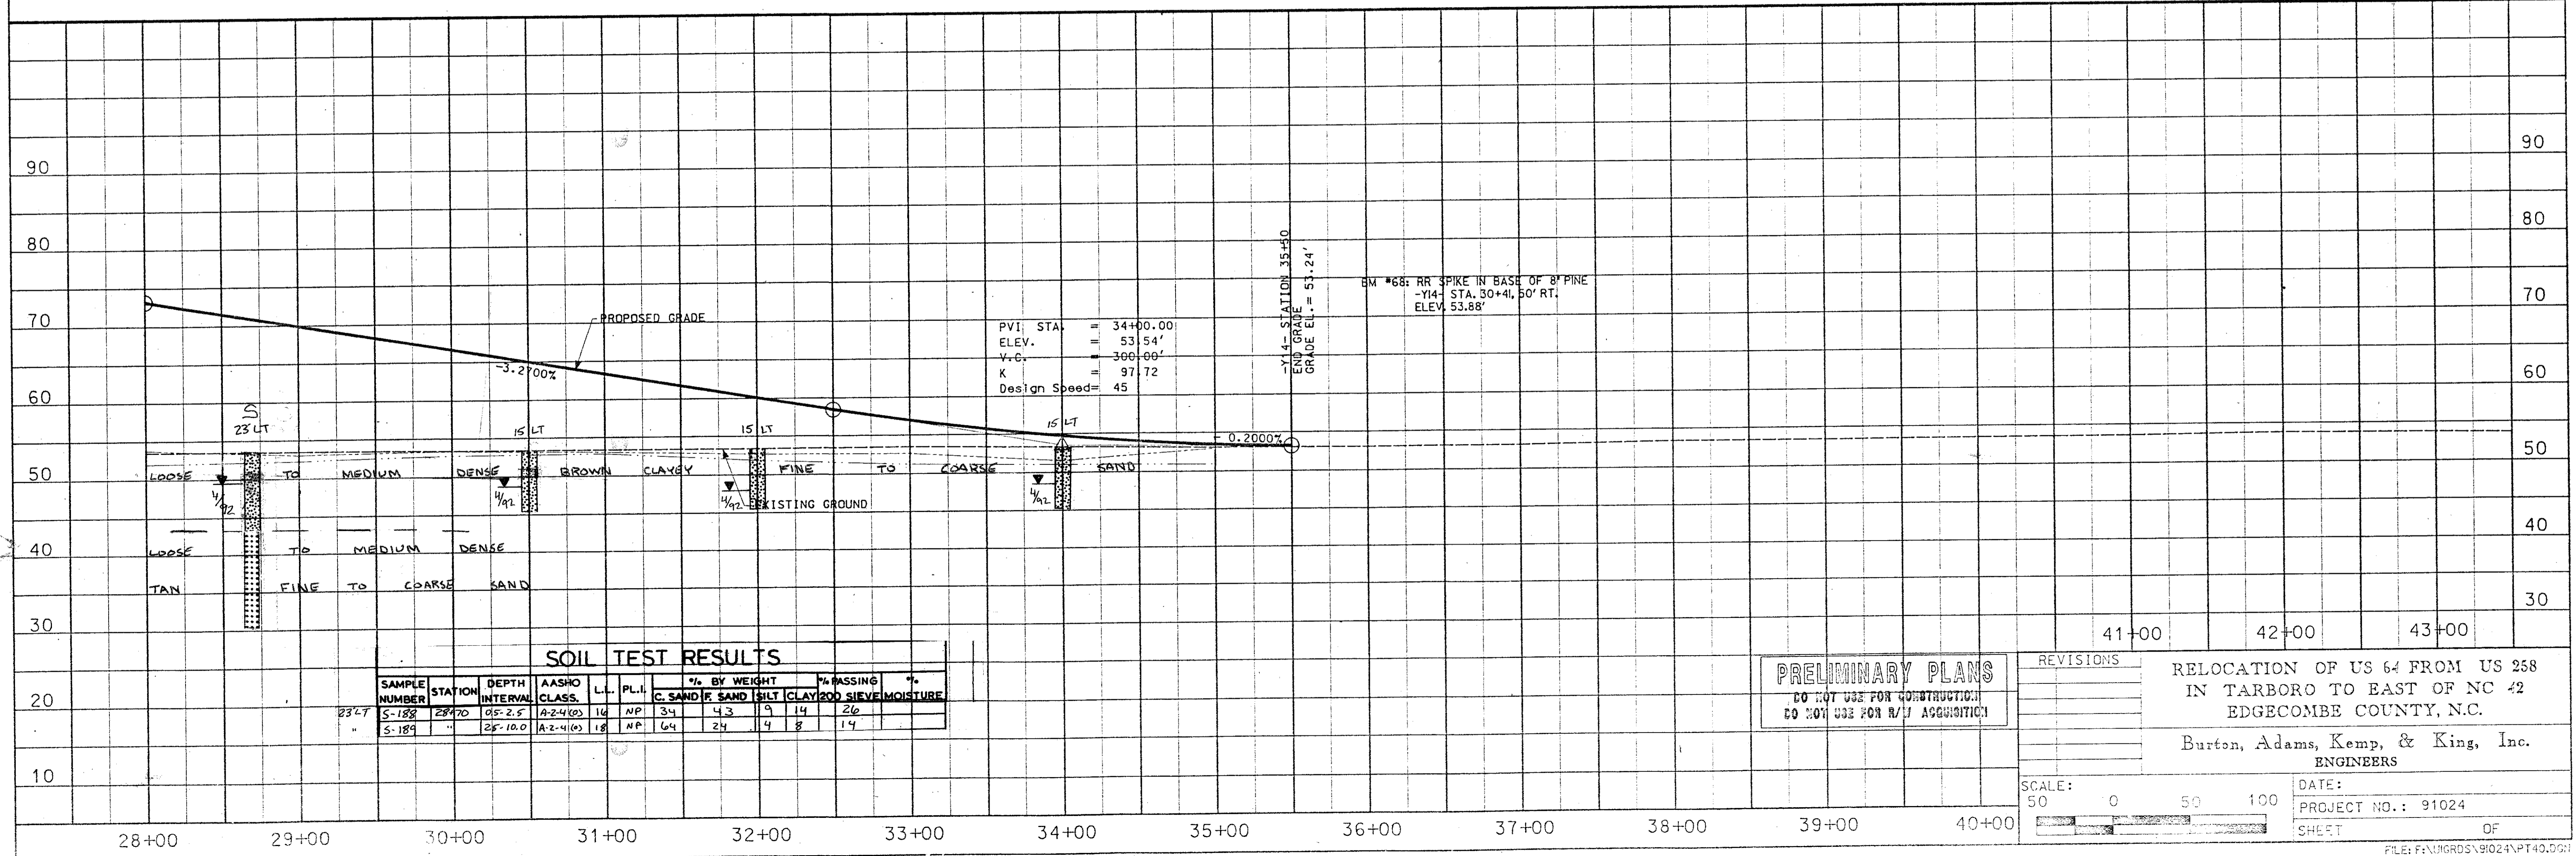 90 90
80 80
70 70
60 60
50 50
40 40
30 30
20
10
PROPOSED GRADE
-3.2700%
PVI STA. = 34+00.00
ELEV. = 53.54'
V.C. = 300.00'
K = 97.72
Design Speed= 45
-Y14- STATION 35+50
END GRADE
GRADE EL. = 53.24'
BM #68: RR SPIKE IN BASE OF 8" PINE
-Y14- STA. 30+41, 50' RT.
ELEV. 53.88'
- 0.2000%
S
23' LT
15 LT
15 LT
15 LT
LOOSE TO MEDIUM DENSE BROWN CLAYEY FINE TO COARSE SAND
4/92
4/92
4/92
4/92
EXISTING GROUND
LOOSE TO MEDIUM DENSE
TAN FINE TO COARSE SAND
SOIL TEST RESULTS
SAMPLE NUMBER STATION DEPTH INTERVAL AASHO CLASS. L.L. PL.I. % BY WEIGHT C. SAND F. SAND SILT CLAY % PASSING 200 SIEVE % MOISTURE
23' LT S-188 28+70 0.5-2.5 A-2-4(0) 16 NP 34 43 9 14 26
" S-189 " 2.5-10.0 A-2-4(0) 18 NP 64 24 4 8 14
28+00 29+00 30+00 31+00 32+00 33+00 34+00 35+00 36+00 37+00 38+00 39+00 40+00
41+00 42+00 43+00
PRELIMINARY PLANS
DO NOT USE FOR CONSTRUCTION
DO NOT USE FOR R/W ACQUISITION
REVISIONS
RELOCATION OF US 64 FROM US 258
IN TARBORO TO EAST OF NC 42
EDGECOMBE COUNTY, N.C.
Burton, Adams, Kemp, & King, Inc.
ENGINEERS
SCALE:
50 0 50 100
DATE:
PROJECT NO.: 91024
SHEET OF
FILE: F:\UIGRDS\91024\PT40.DGN